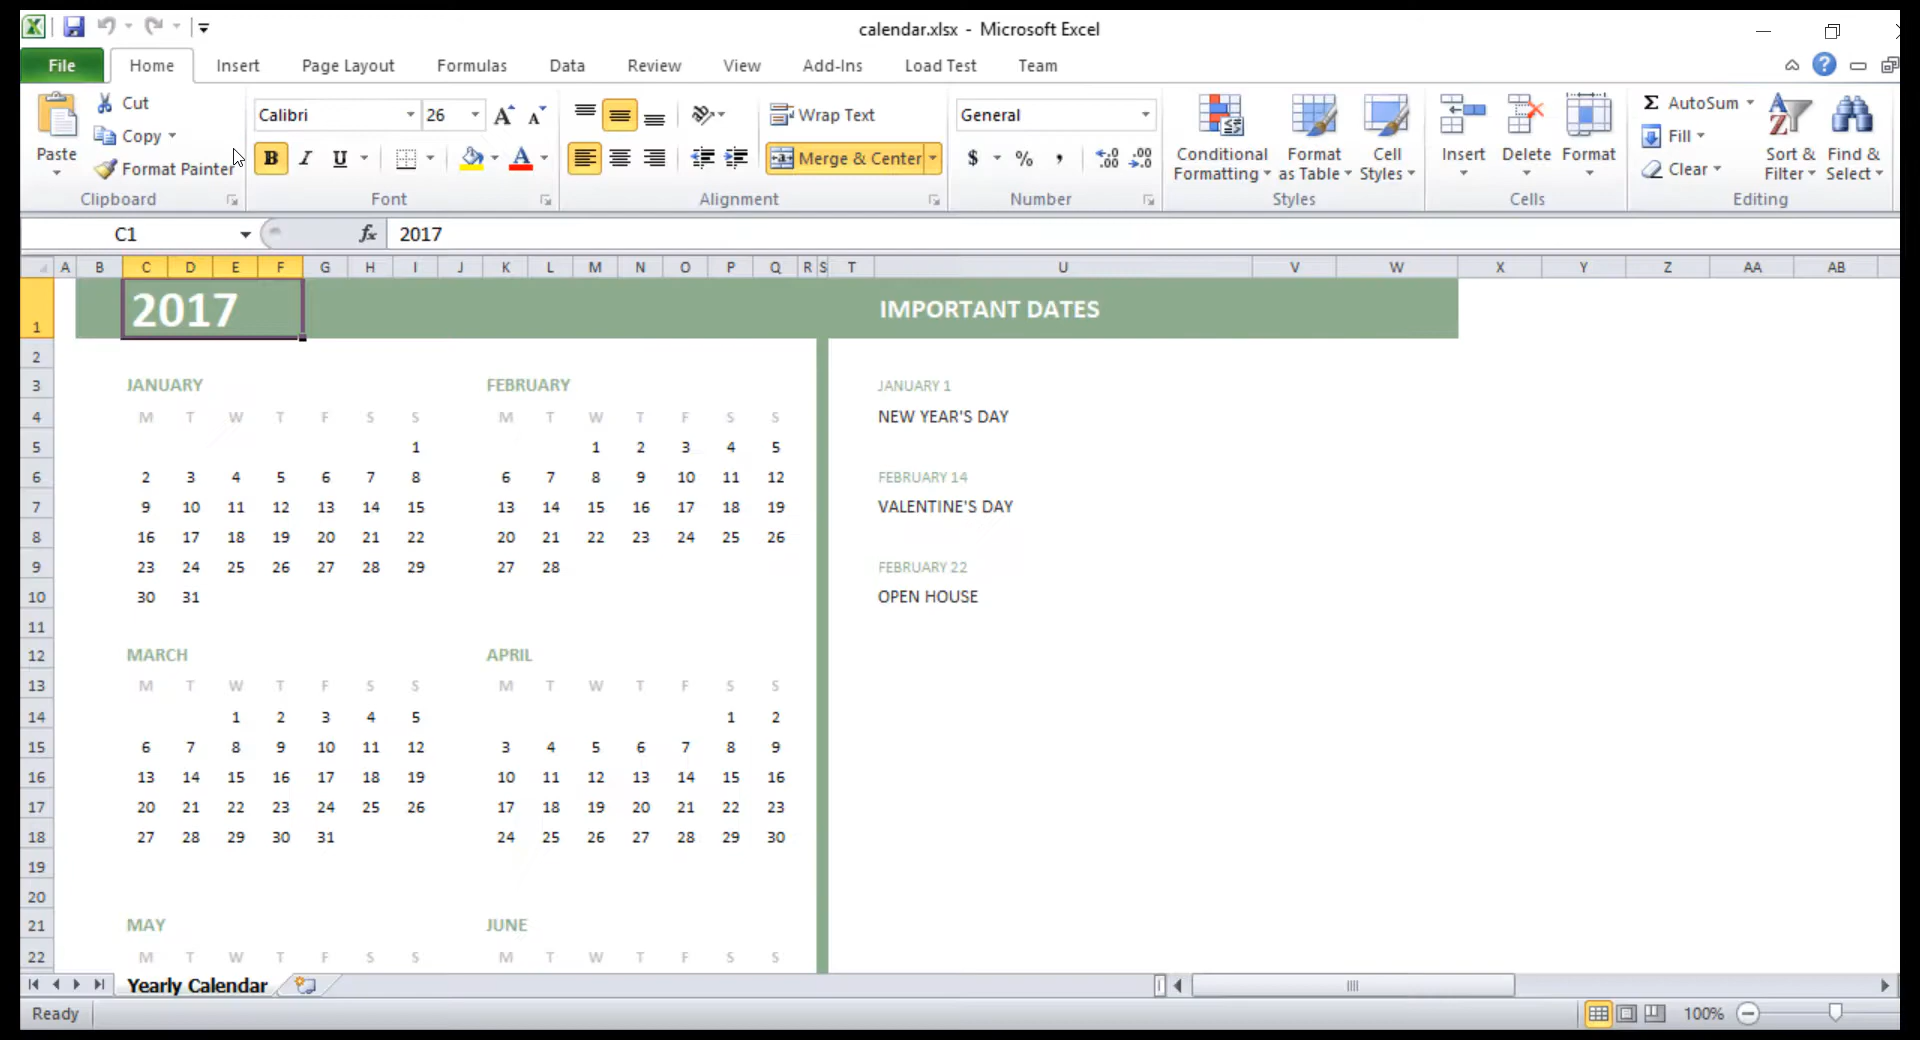 calendar.xlsx - Microsoft Excel
File Home Insert Page Layout Formulas Data Review View Add-Ins Load Test Team
Paste
Cut
Copy
Format Painter
Clipboard
Calibri 26
B I U
Font
Wrap Text
Merge & Center
Alignment
General
$ % ,
Number
Conditional Formatting
Format as Table
Cell Styles
Styles
Insert Delete Format
Cells
Σ AutoSum
Fill
Clear
Sort & Filter
Find & Select
Editing
C1 fx 2017
A B C D E F G H I J K L M N O P Q R S T U V W X Y Z AA AB
1 2017 IMPORTANT DATES
2
3 JANUARY FEBRUARY JANUARY 1
4 M T W T F S S M T W T F S S NEW YEAR'S DAY
5 1 1 2 3 4 5
6 2 3 4 5 6 7 8 6 7 8 9 10 11 12 FEBRUARY 14
7 9 10 11 12 13 14 15 13 14 15 16 17 18 19 VALENTINE'S DAY
8 16 17 18 19 20 21 22 20 21 22 23 24 25 26
9 23 24 25 26 27 28 29 27 28 FEBRUARY 22
10 30 31 OPEN HOUSE
11
12 MARCH APRIL
13 M T W T F S S M T W T F S S
14 1 2 3 4 5 1 2
15 6 7 8 9 10 11 12 3 4 5 6 7 8 9
16 13 14 15 16 17 18 19 10 11 12 13 14 15 16
17 20 21 22 23 24 25 26 17 18 19 20 21 22 23
18 27 28 29 30 31 24 25 26 27 28 29 30
19
20
21 MAY JUNE
22 M T W T F S S M T W T F S S
Yearly Calendar
Ready 100%